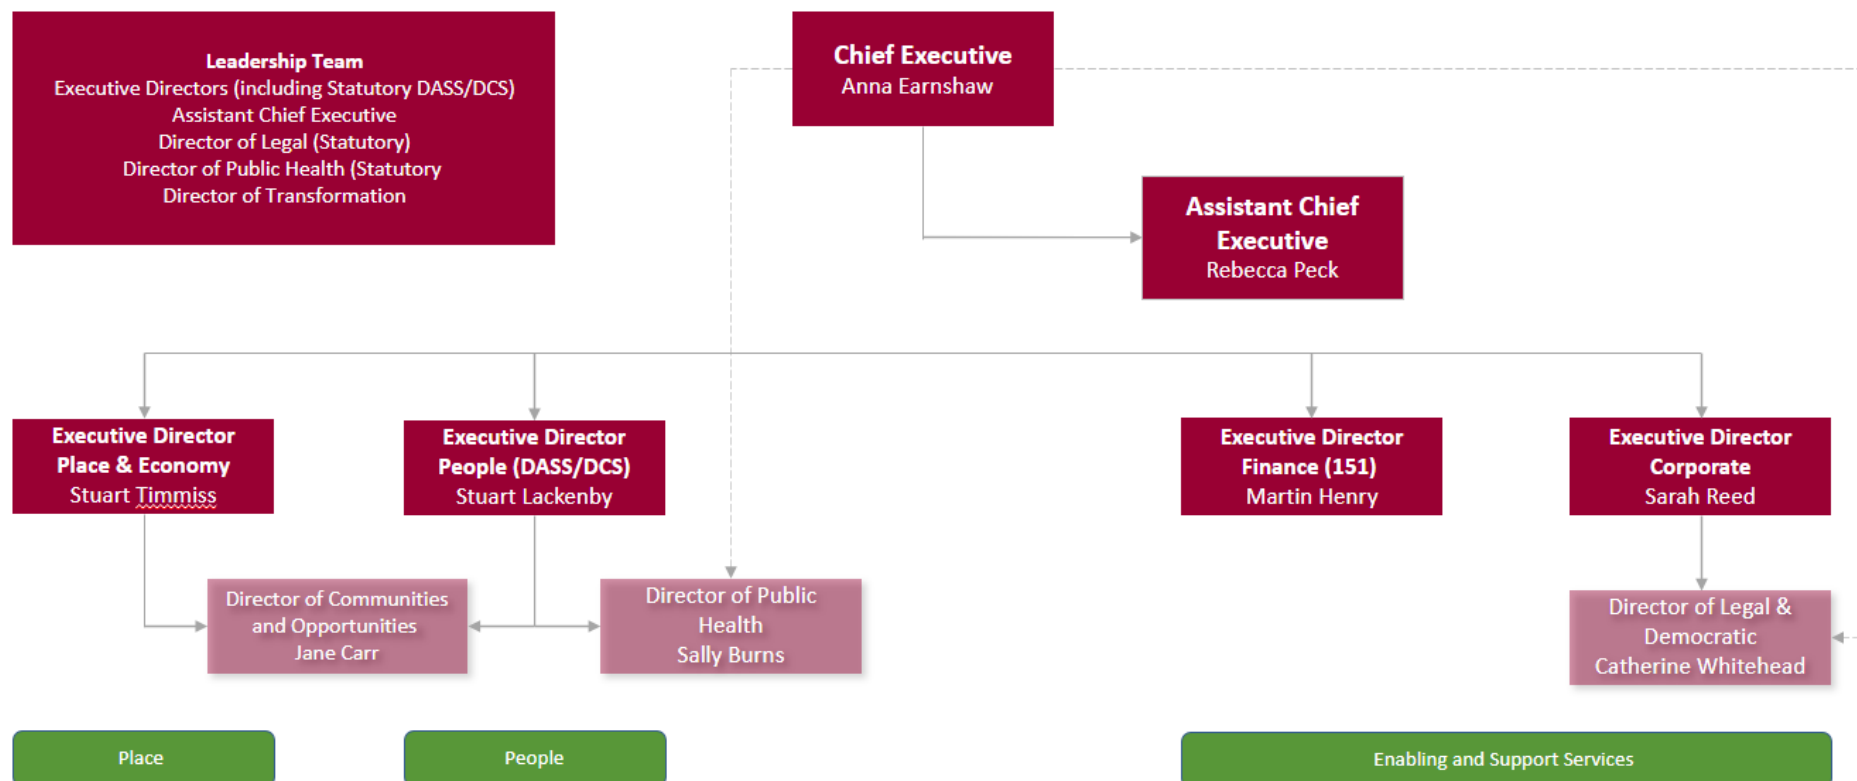 Leadership Team
Executive Directors (including Statutory DASS/DCS)
Assistant Chief Executive
Director of Legal (Statutory)
Director of Public Health (Statutory
Director of Transformation
Chief Executive
Anna Earnshaw
Assistant Chief
Executive
Rebecca Peck
Executive Director
Place & Economy
Stuart Timmiss
Executive Director
People (DASS/DCS)
Stuart Lackenby
Executive Director
Finance (151)
Martin Henry
Executive Director
Corporate
Sarah Reed
Director of Communities
and Opportunities
Jane Carr
Director of Public
Health
Sally Burns
Director of Legal &
Democratic
Catherine Whitehead
Place
People
Enabling and Support Services